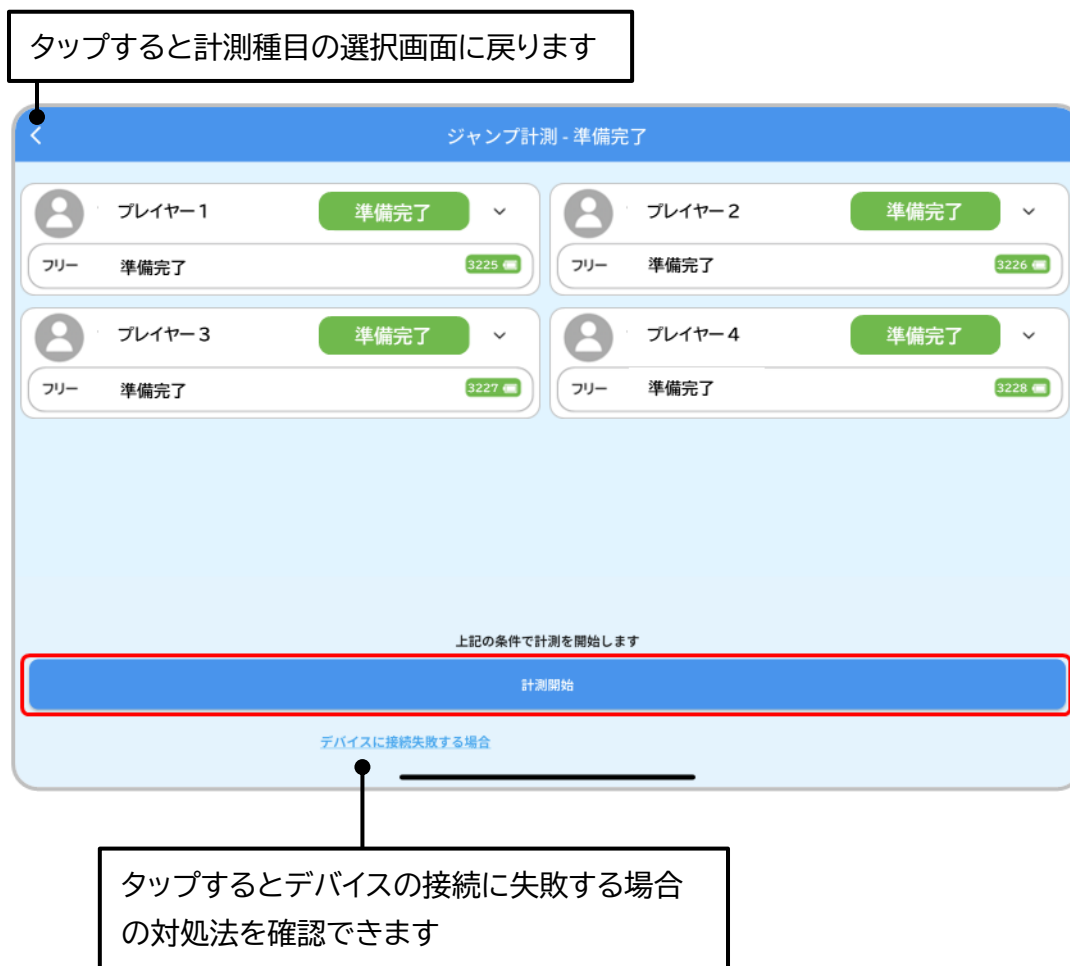 タップすると計測種目の選択画面に戻ります
ジャンプ計測 - 準備完了
プレイヤー1 準備完了
フリー 準備完了 3225
プレイヤー2 準備完了
フリー 準備完了 3226
プレイヤー3 準備完了
フリー 準備完了 3227
プレイヤー4 準備完了
フリー 準備完了 3228
上記の条件で計測を開始します
計測開始
デバイスに接続失敗する場合
タップするとデバイスの接続に失敗する場合
の対処法を確認できます